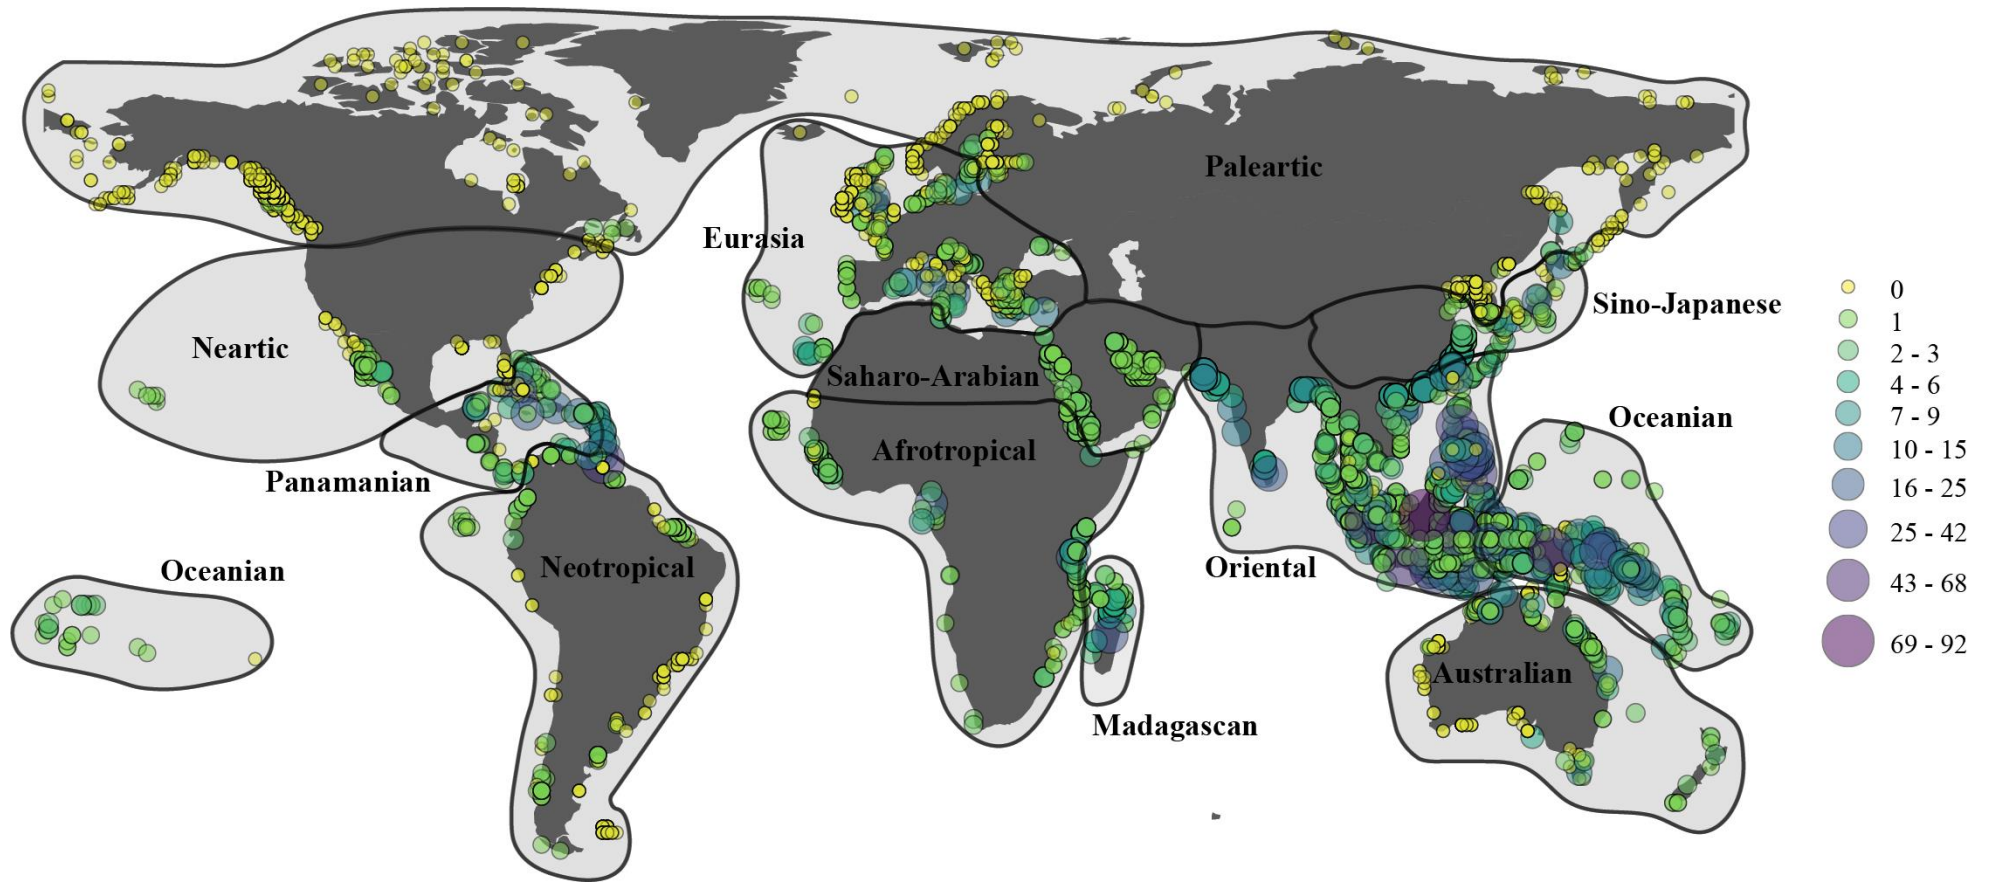 Paleartic
Eurasia
Sino-Japanese
Neartic
Saharo-Arabian
Oceanian
Afrotropical
Panamanian
Oceanian
Neotropical
Oriental
Australian
Madagascan
0
1
2 - 3
4 - 6
7 - 9
10 - 15
16 - 25
25 - 42
43 - 68
69 - 92